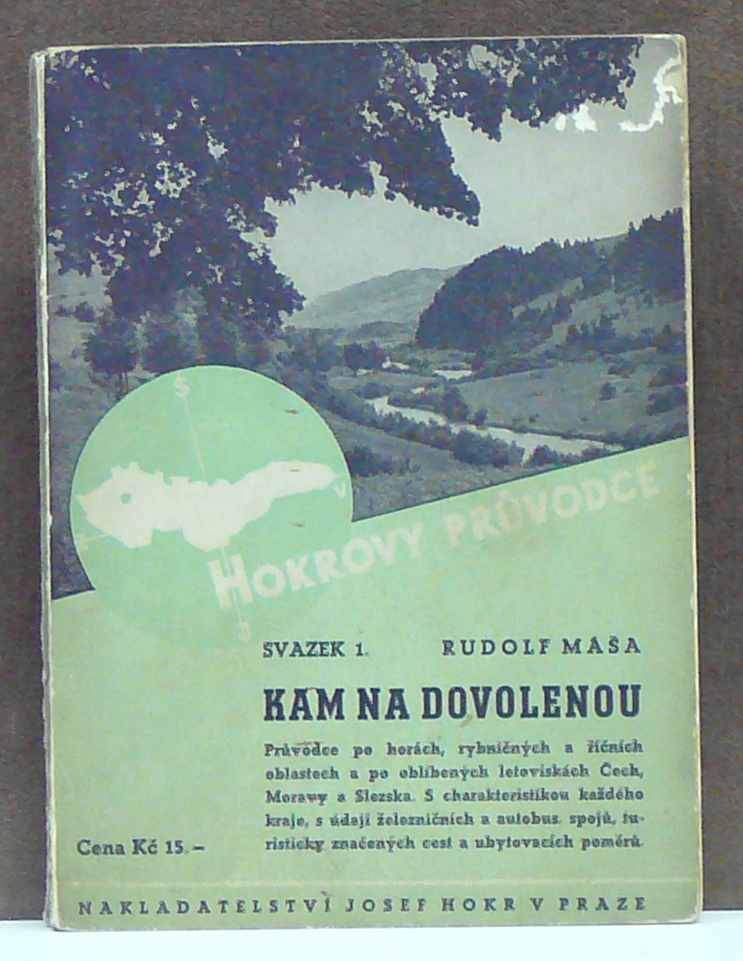 S
V
J
HOKROVY PRŮVODCE
SVAZEK 1. RUDOLF MAŠA
KAM NA DOVOLENOU
Průvodce po horách, rybničných a říčních
oblastech a po oblíbených letoviskách Čech,
Moravy a Slezska. S charakteristikou každého
kraje, s údaji železničních a autobus. spojů, tu-
risticky značených cest a ubytovacích poměrů.
Cena Kč 15.–
NAKLADATELSTVÍ JOSEF HOKR V PRAZE